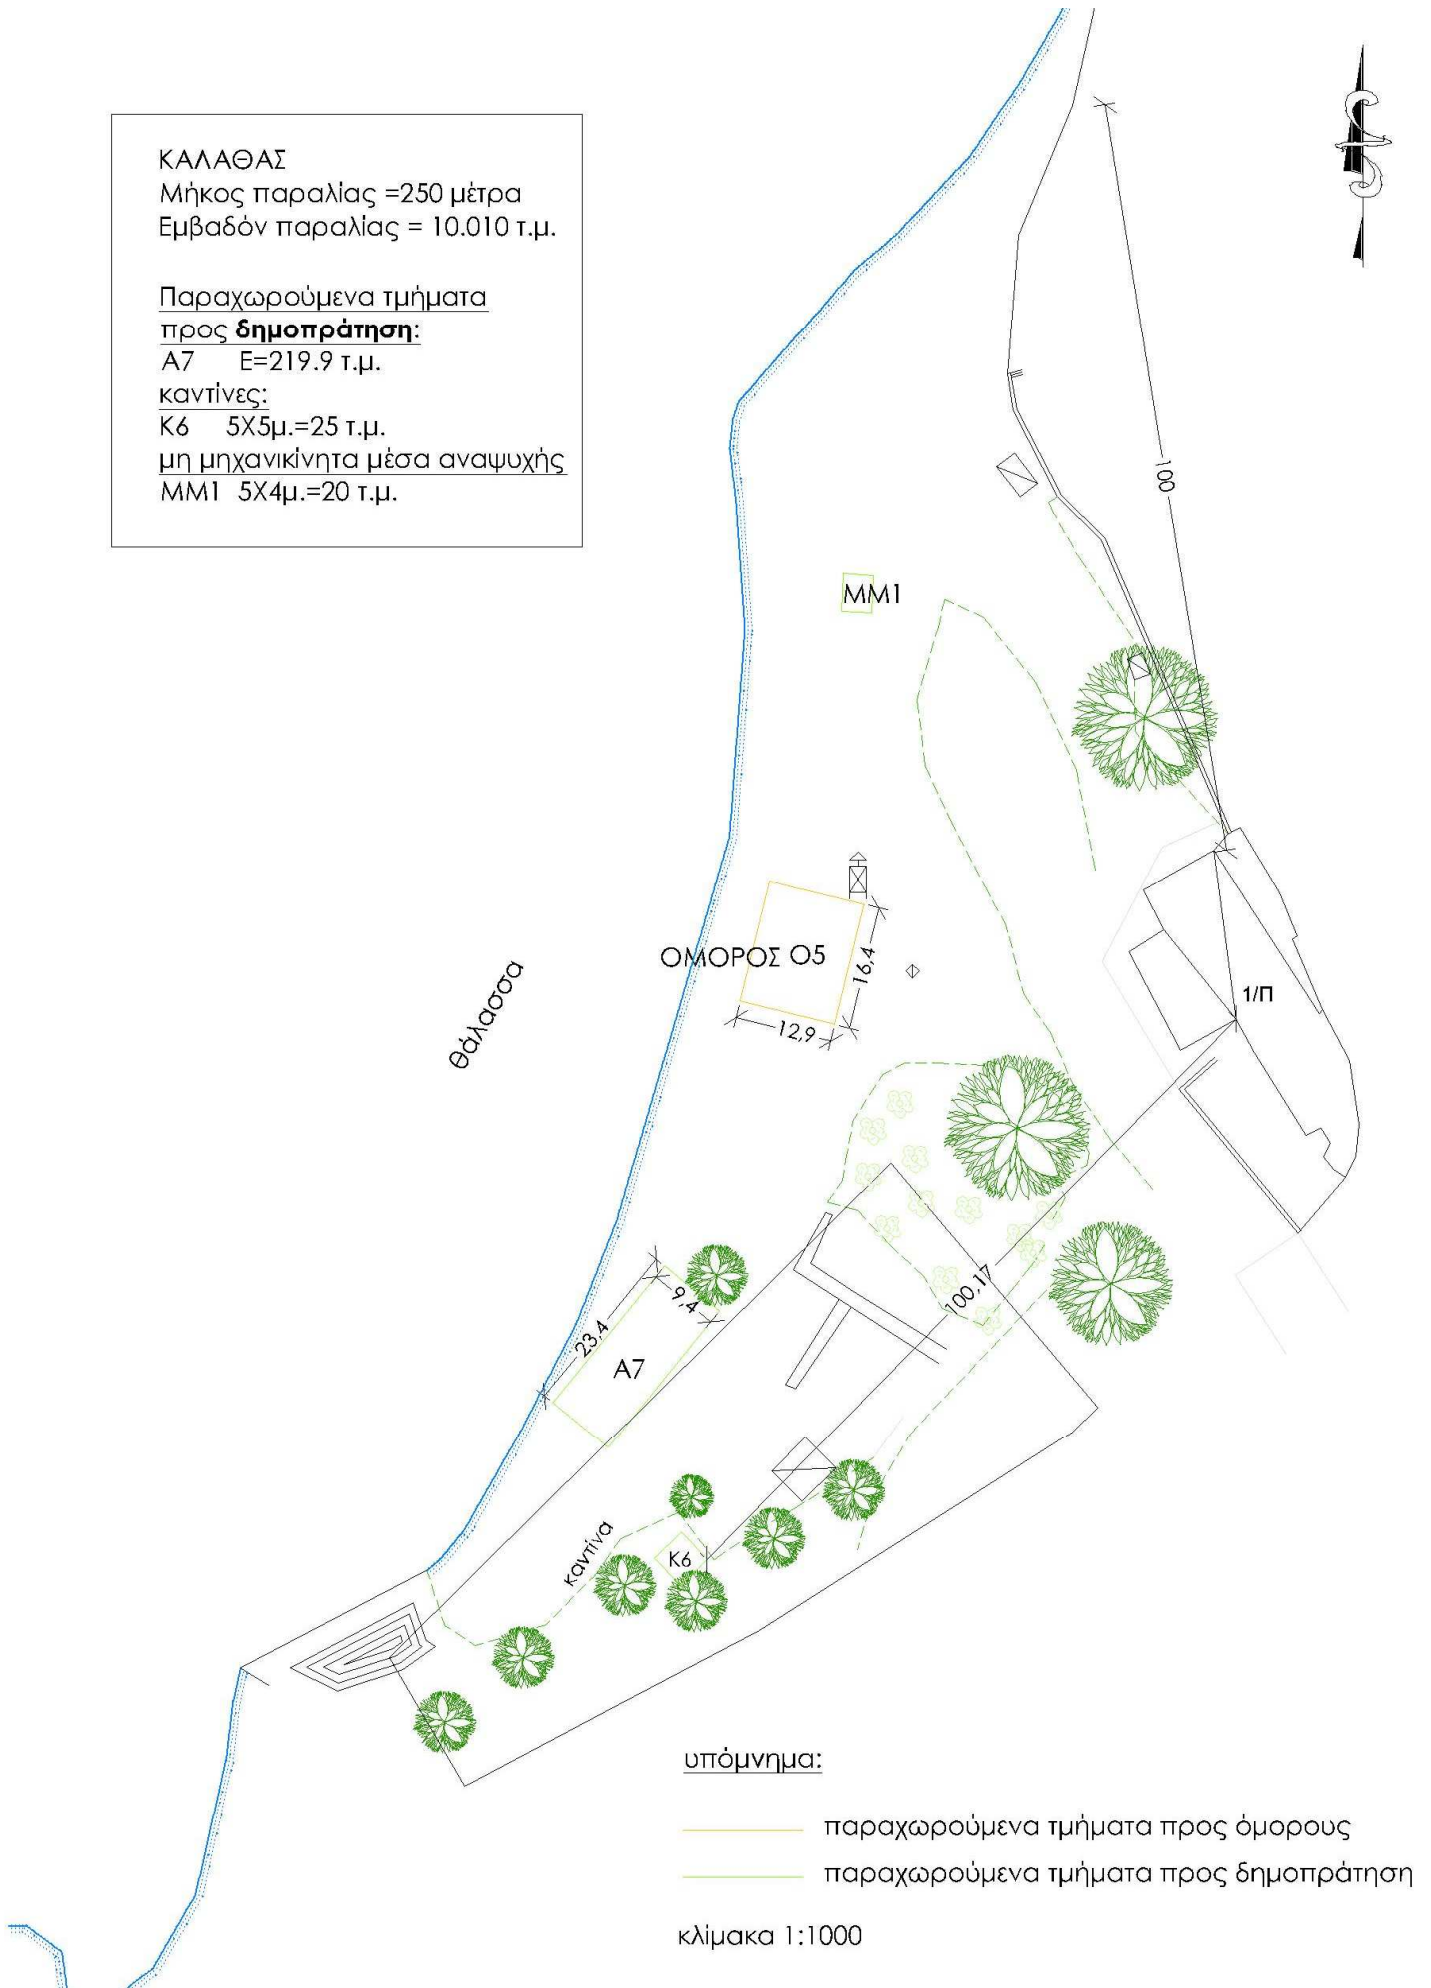 ΚΑΛΑΘΑΣ
Μήκος παραλίας =250 μέτρα
Εμβαδόν παραλίας = 10.010 τ.μ.
Παραχωρούμενα τμήματα
προς δημοπράτηση:
Α7 Ε=219.9 τ.μ.
καντίνες:
Κ6 5Χ5μ.=25 τ.μ.
μη μηχανικίνητα μέσα αναψυχής
ΜΜ1 5Χ4μ.=20 τ.μ.
100
ΜΜ1
ΟΜΟΡΟΣ Ο5
16,4
12,9
θάλασσα
1/Π
100,17
9,4
23,4
Α7
καντίνα
Κ6
υπόμνημα:
παραχωρούμενα τμήματα προς όμορους
παραχωρούμενα τμήματα προς δημοπράτηση
κλίμακα 1:1000